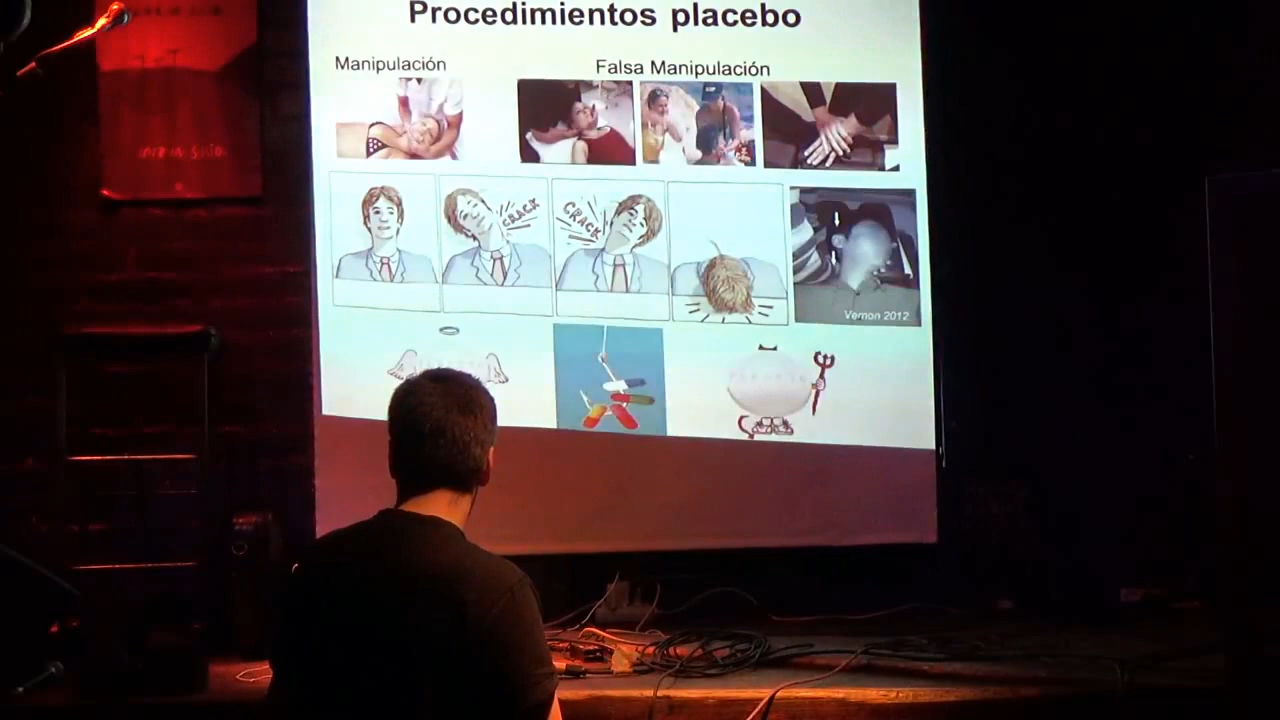 Procedimientos placebo
Manipulación
Falsa Manipulación
CRACK
CRACK
Vernon 2012